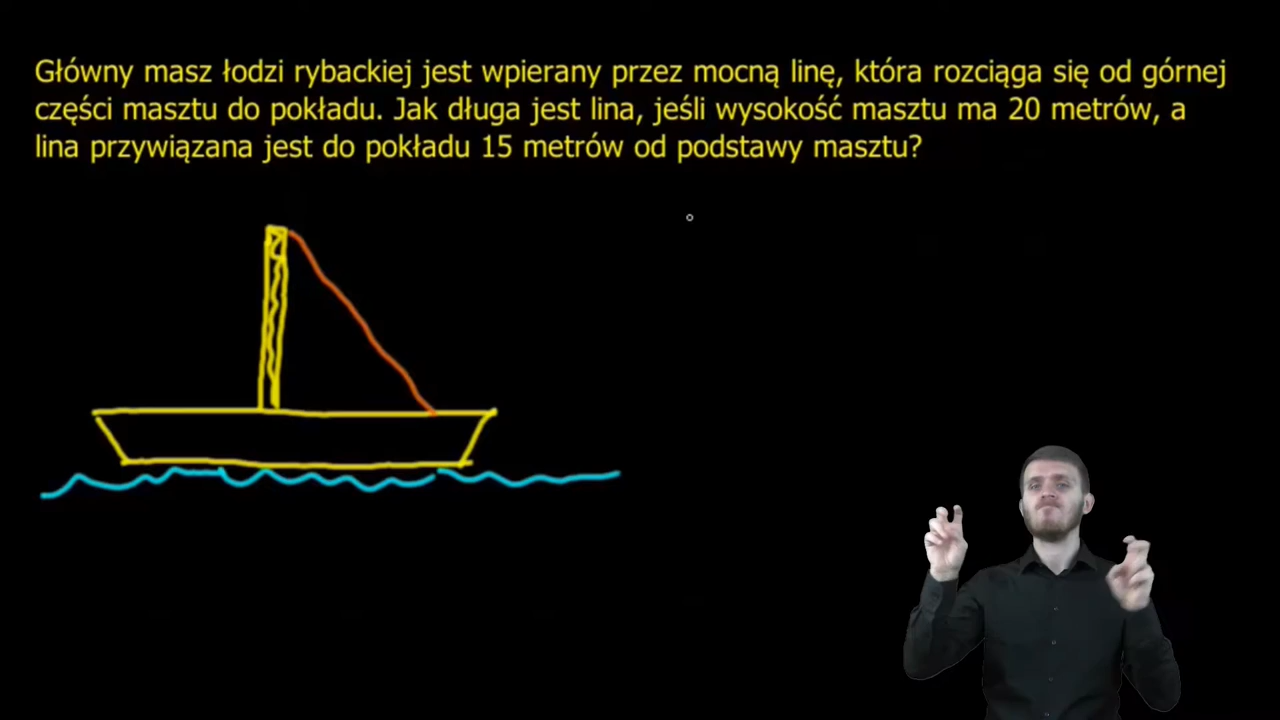 Główny masz łodzi rybackiej jest wpierany przez mocną linę, która rozciąga się od górnej
części masztu do pokładu. Jak długa jest lina, jeśli wysokość masztu ma 20 metrów, a
lina przywiązana jest do pokładu 15 metrów od podstawy masztu?